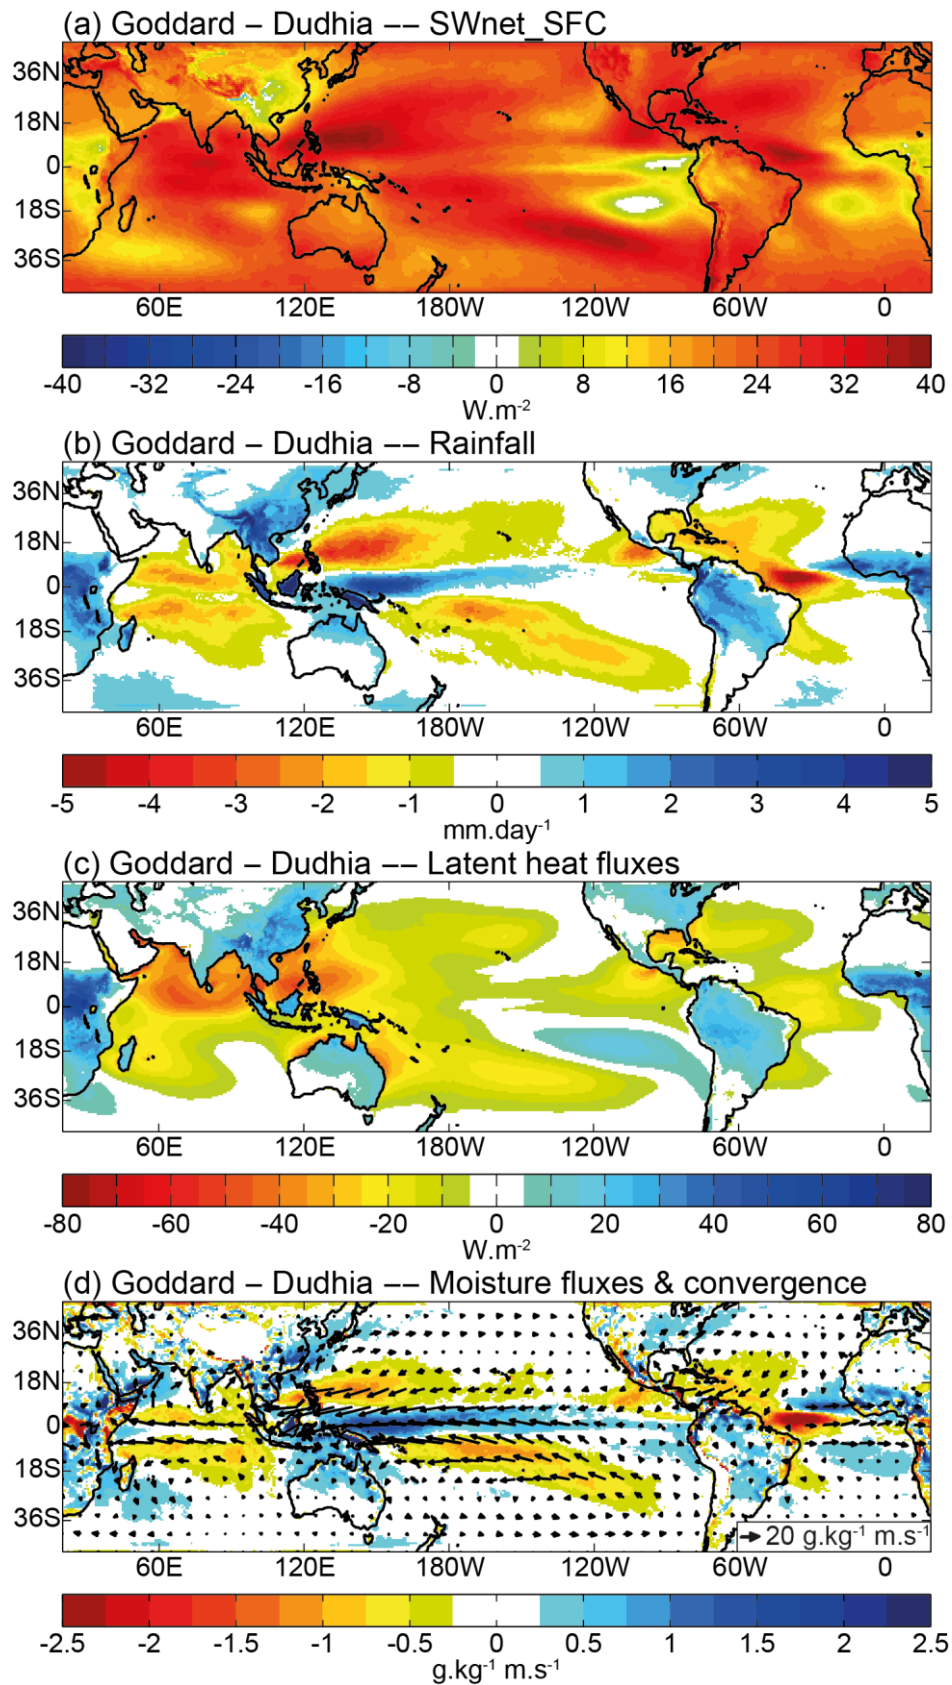 (a) Goddard – Dudhia –– SWnet_SFC
36N
18N
0
18S
36S
60E 120E 180W 120W 60W 0
-40 -32 -24 -16 -8 0 8 16 24 32 40
W.m-2
(b) Goddard – Dudhia –– Rainfall
36N
18N
0
18S
36S
60E 120E 180W 120W 60W 0
-5 -4 -3 -2 -1 0 1 2 3 4 5
mm.day-1
(c) Goddard – Dudhia –– Latent heat fluxes
36N
18N
0
18S
36S
60E 120E 180W 120W 60W 0
-80 -60 -40 -20 0 20 40 60 80
W.m-2
(d) Goddard – Dudhia –– Moisture fluxes & convergence
36N
18N
0
18S
36S
20 g.kg-1 m.s-1
60E 120E 180W 120W 60W 0
-2.5 -2 -1.5 -1 -0.5 0 0.5 1 1.5 2 2.5
g.kg-1 m.s-1